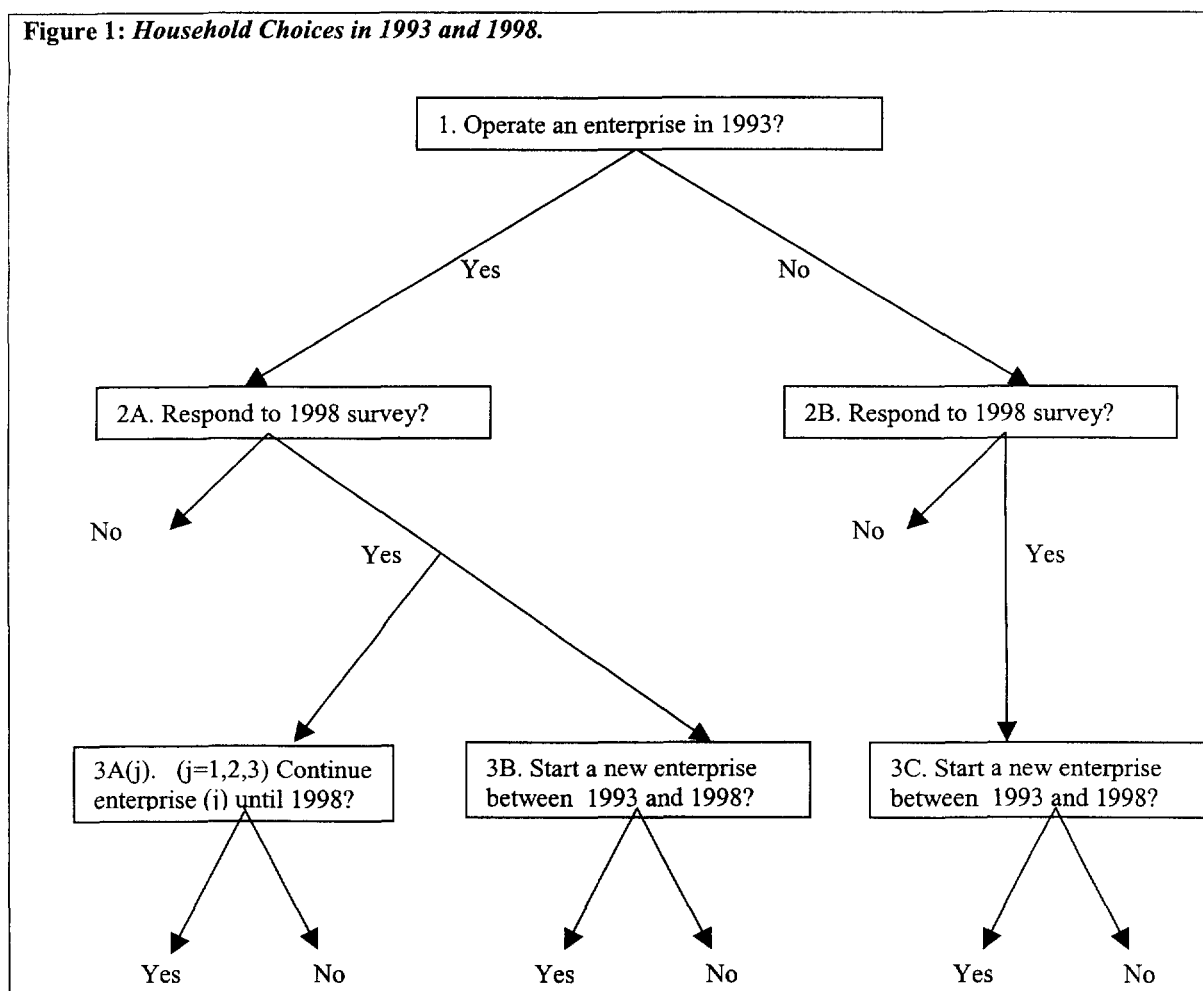 Figure 1: Household Choices in 1993 and 1998.
1. Operate an enterprise in 1993?
Yes
No
2A. Respond to 1998 survey?
2B. Respond to 1998 survey?
No
Yes
No
Yes
3A(j). (j=1,2,3) Continue
enterprise (j) until 1998?
3B. Start a new enterprise
between 1993 and 1998?
3C. Start a new enterprise
between 1993 and 1998?
Yes
No
Yes
No
Yes
No